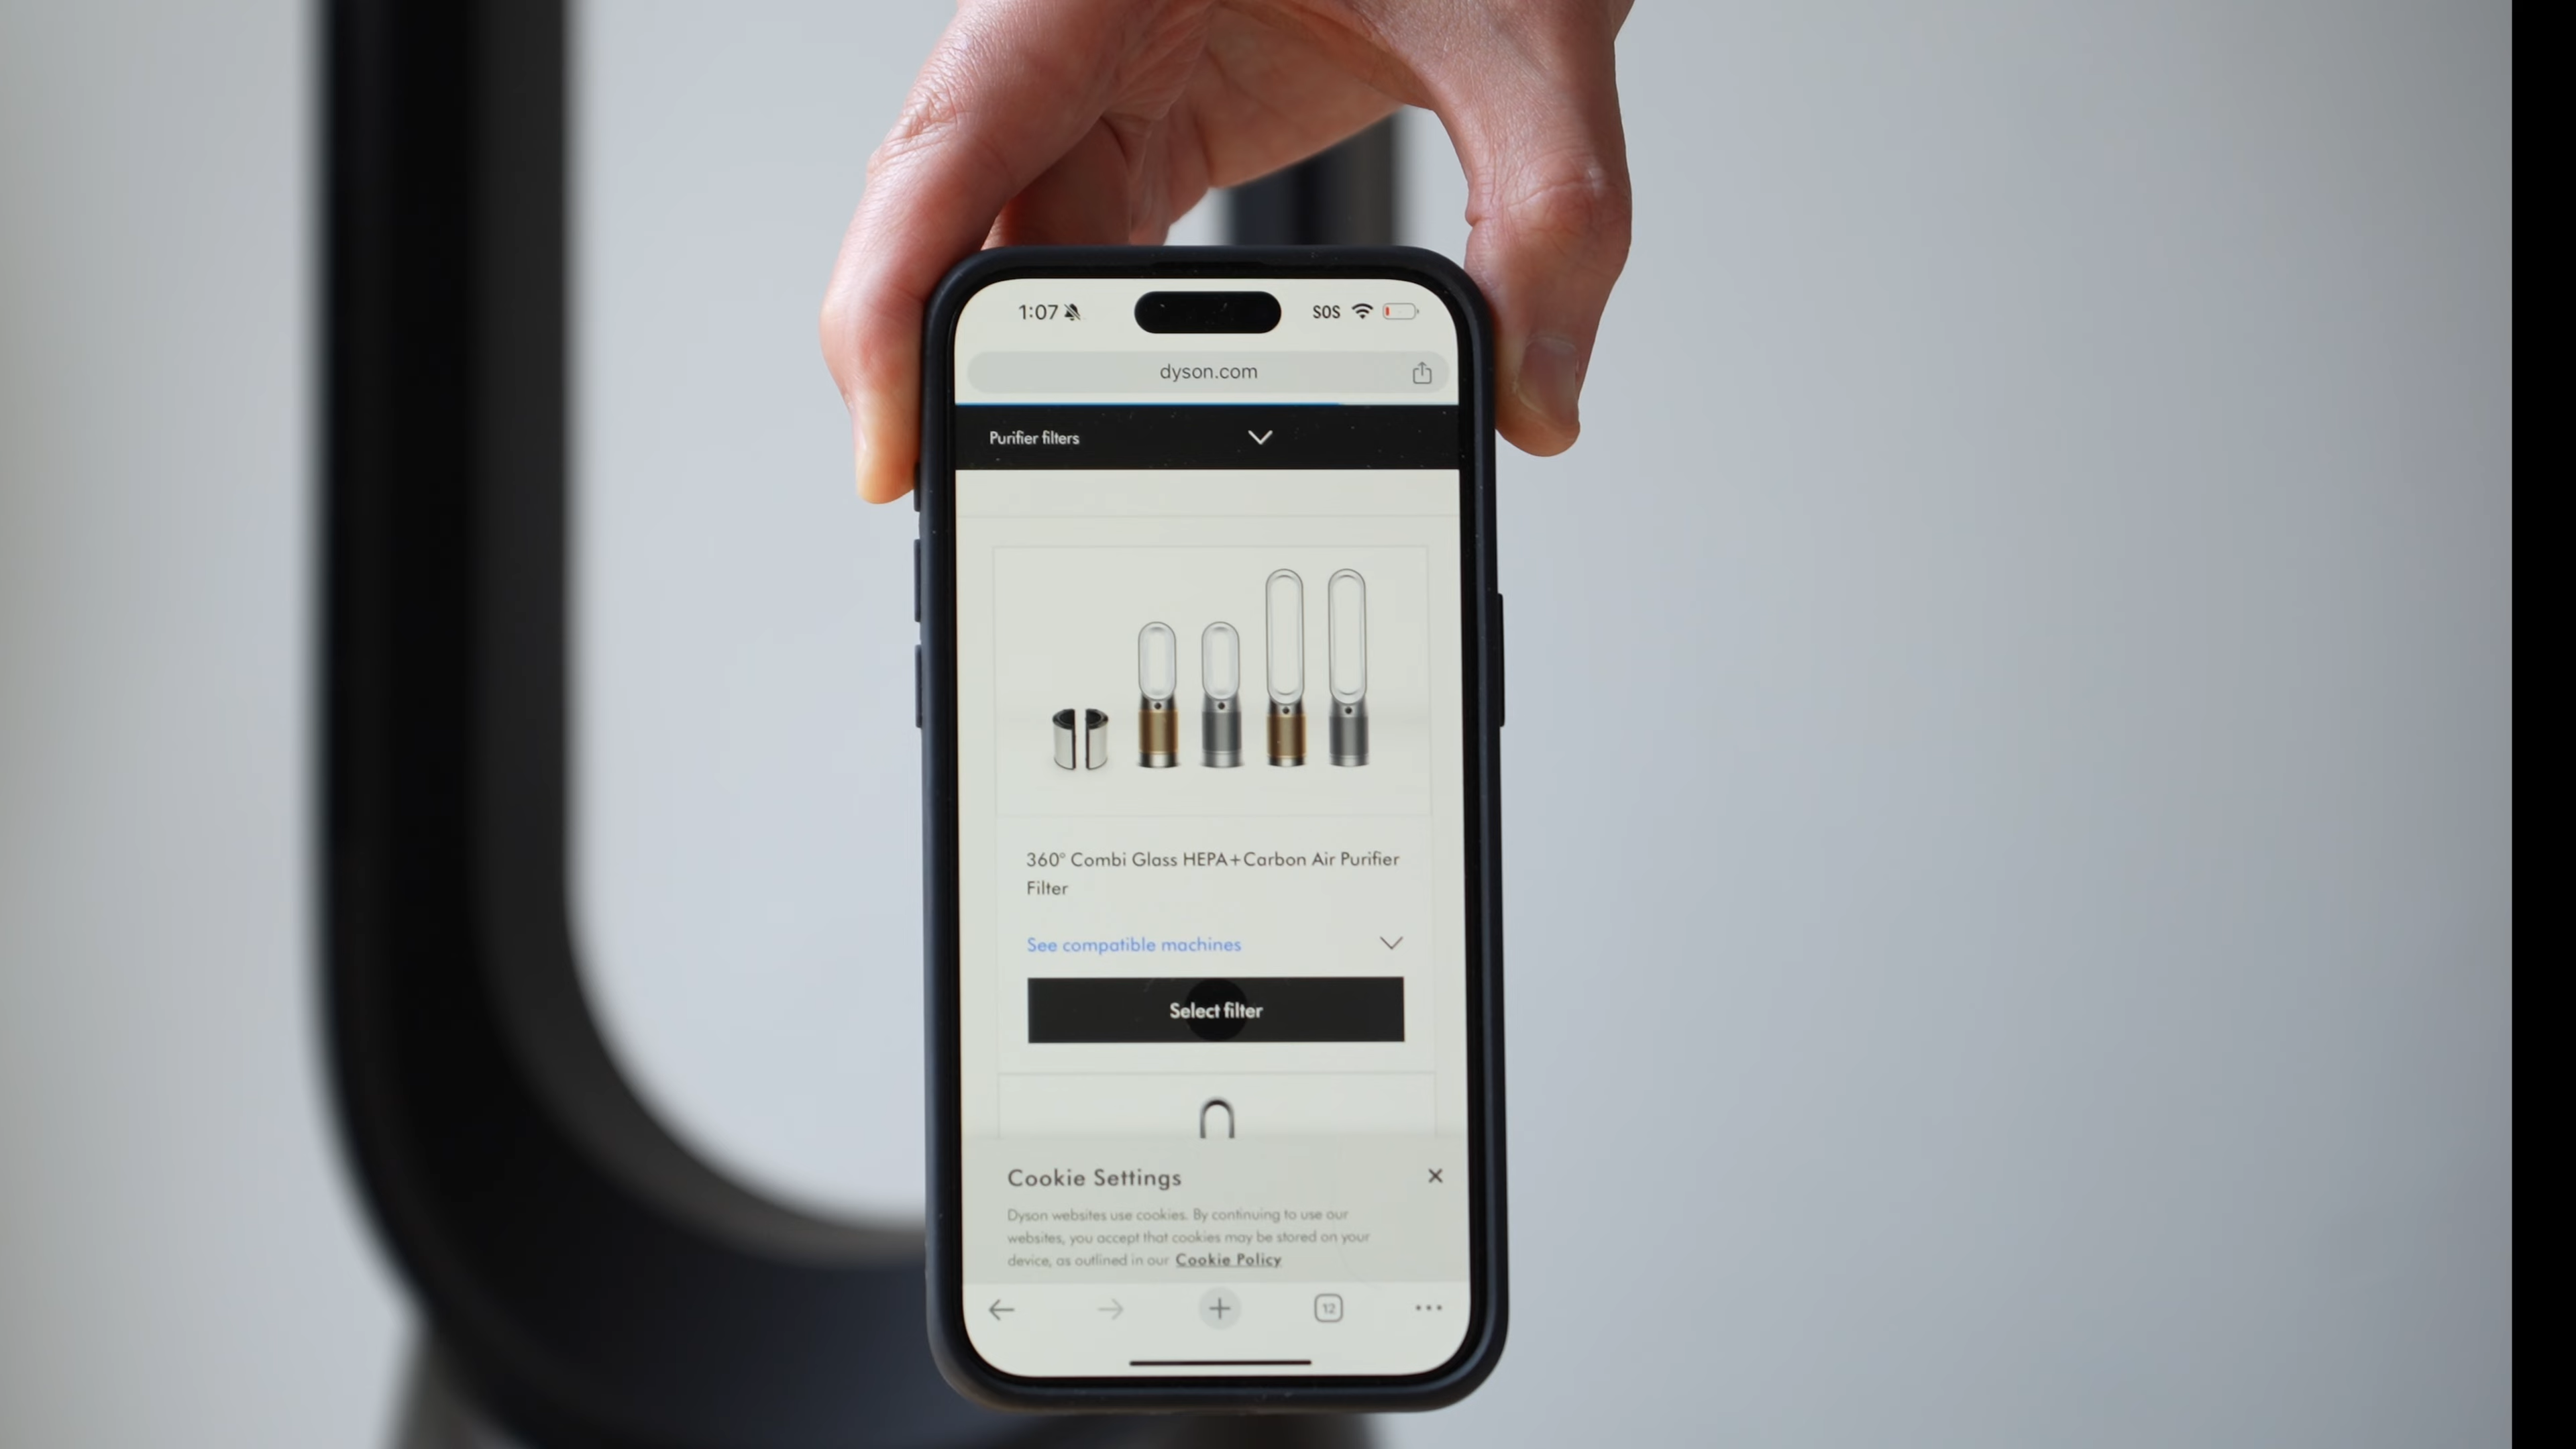 1:07 SOS
dyson.com
Purifier filters
360° Combi Glass HEPA+Carbon Air Purifier
Filter
See compatible machines
Select filter
Cookie Settings
Dyson websites use cookies. By continuing to use our
websites, you accept that cookies may be stored on your
device, as outlined in our Cookie Policy
12